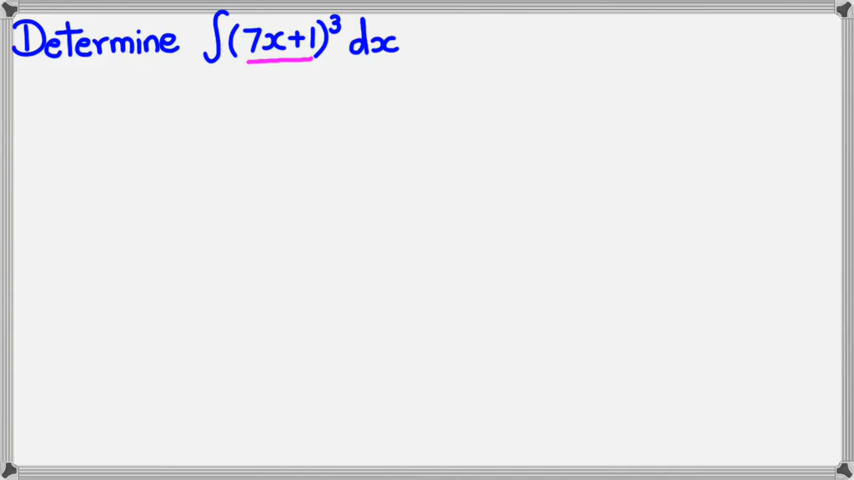 Determine ∫(7x+1)³ dx